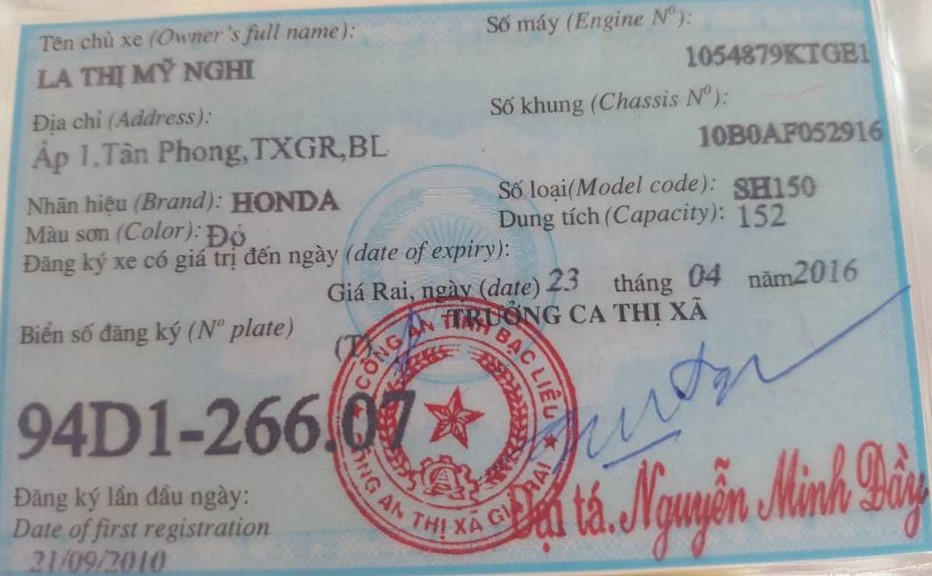 Tên chủ xe (Owner's full name):
LA THỊ MỸ NGHI
Địa chỉ (Address):
Ấp 1.Tân Phong,TXGR,BL
Nhãn hiệu (Brand): HONDA
Màu sơn (Color): Đỏ
Số máy (Engine Nº):
1054879KTGE1
Số khung (Chassis Nº):
10B0AF052916
Số loại(Model code): SH150
Dung tích (Capacity): 152
Đăng ký xe có giá trị đến ngày (date of expiry):
Giá Rai, ngày (date) 23 tháng 04 năm 2016
TRƯỞNG CA THỊ XÃ
Biển số đăng ký (Nº plate)
(T)
94D1-266.07
CÔNG AN TỈNH BẠC LIÊU
CÔNG AN THỊ XÃ GIÁ RAI
Đăng ký lần đầu ngày:
Date of first registration
21/09/2010
Đại tá. Nguyễn Minh Đầy